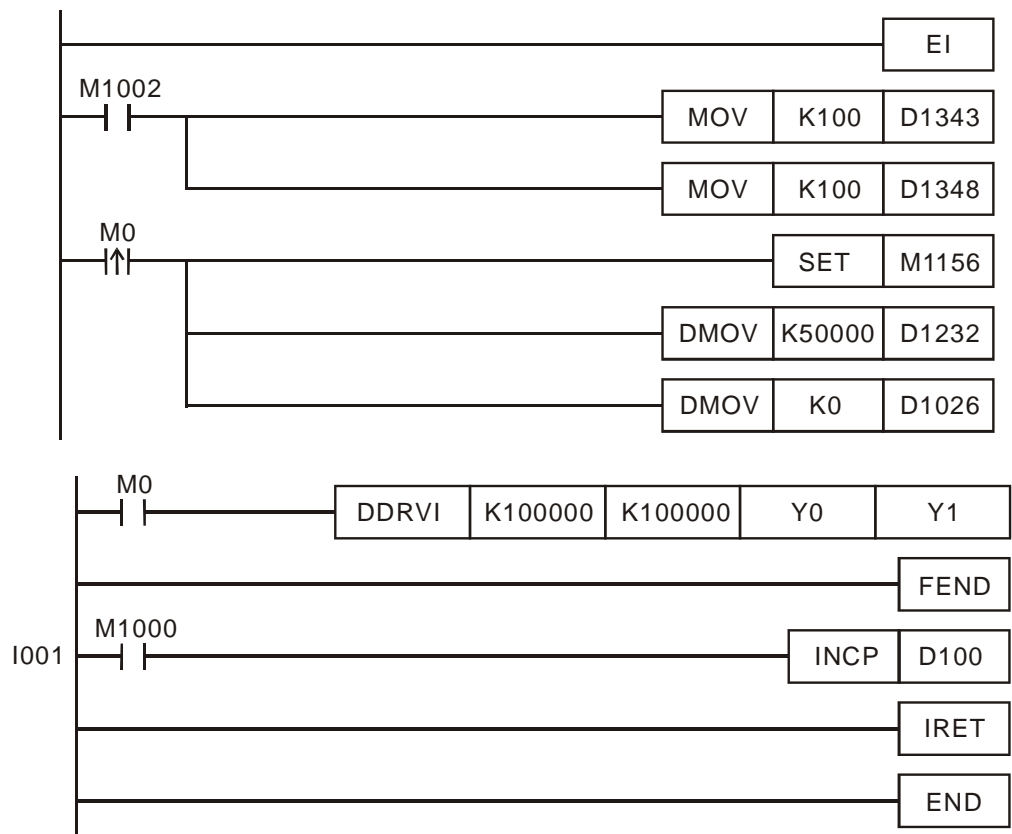 EI
M1002
MOV K100 D1343
MOV K100 D1348
M0
SET M1156
DMOV K50000 D1232
DMOV K0 D1026
M0
DDRVI K100000 K100000 Y0 Y1
FEND
M1000
I001 INCP D100
IRET
END